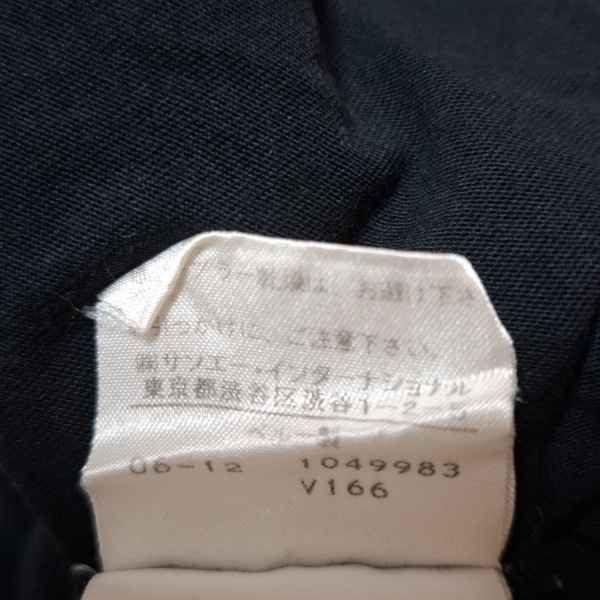 ラー乾燥は、お避け下さ
っかけに、ご注意下さい。
㈱サンエー・インターナショナル
東京都渋谷区渋谷1-2-5
ペルー製
06-12 1049983
V166